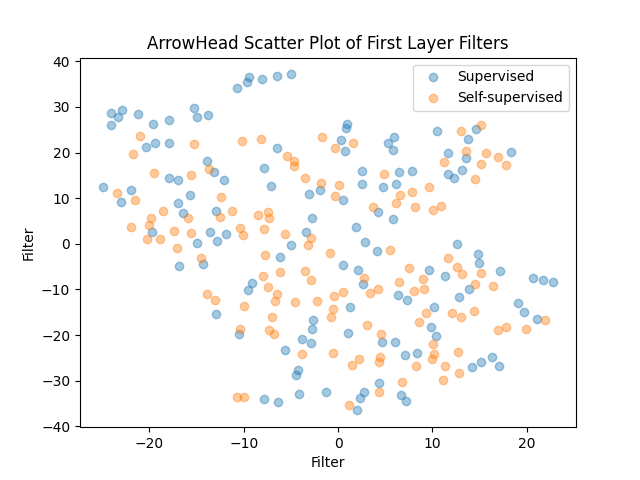 ArrowHead Scatter Plot of First Layer Filters
Supervised
Self-supervised
40
30
20
10
0
−10
−20
−30
−40
Filter
−20
−10
0
10
20
Filter